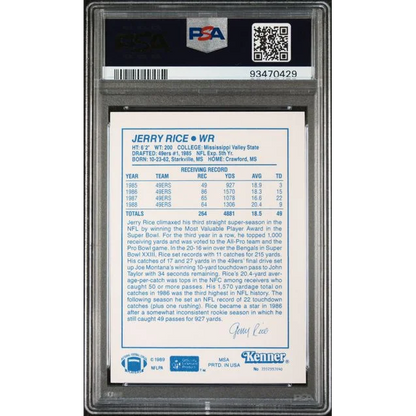 PSA
93470429
JERRY RICE • WR
HT: 6'2" WT: 200 COLLEGE: Mississippi Valley State
DRAFTED: 49ers #1, 1985 NFL Exp. 5th Yr.
BORN: 10-23-62, Starkville, MS HOME: Crawford, MS
RECEIVING RECORD
YEAR TEAM REC YDS AVG TD
1985 49ERS 49 927 18.9 3
1986 49ERS 86 1570 18.3 15
1987 49ERS 65 1078 16.6 22
1988 49ERS 64 1306 20.4 9
TOTALS 264 4881 18.5 49
Jerry Rice climaxed his third straight super-season in the
NFL by winning the Most Valuable Player Award in the
Super Bowl. For the third year in a row, he topped 1,000
receiving yards and was voted to the All-Pro team and the
Pro Bowl game. In the 20-16 win over the Bengals in Super
Bowl XXIII, Rice set records with 11 catches for 215 yards.
His catches of 17 and 27 yards in the 49ers' final drive set
up Joe Montana's winning 10-yard touchdown pass to John
Taylor with 34 seconds remaining. Rice's 20.4-yard aver-
age-per-catch was tops in the NFC among receivers who
caught 50 or more passes. His 1,570 yardage total on
catches in 1986 was the third highest in NFL history. The
following season he set an NFL record of 22 touchdown
catches (plus one rushing). Rice became a star in 1986
after a somewhat inconsistent rookie season in which he
still caught 49 passes for 927 yards.
Jerry Rice
© 1989
NFLPA
MSA
PRTD. IN USA
Kenner